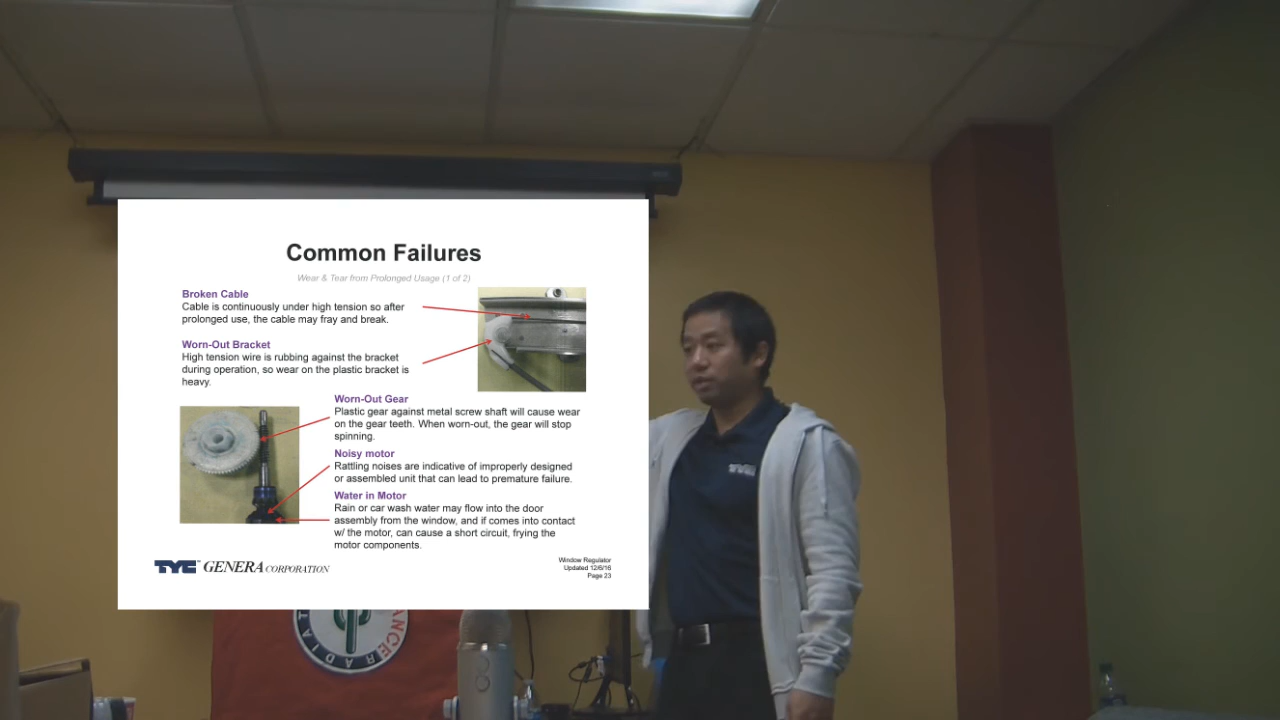 Common Failures
Wear & Tear from Prolonged Usage (1 of 2)
Broken Cable
Cable is continuously under high tension so after
prolonged use, the cable may fray and break.
Worn-Out Bracket
High tension wire is rubbing against the bracket
during operation, so wear on the plastic bracket is
heavy.
Worn-Out Gear
Plastic gear against metal screw shaft will cause wear
on the gear teeth. When worn-out, the gear will stop
spinning.
Noisy motor
Rattling noises are indicative of improperly designed
or assembled unit that can lead to premature failure.
Water in Motor
Rain or car wash water may flow into the door
assembly from the window, and if comes into contact
w/ the motor, can cause a short circuit, frying the
motor components.
TYC™ GENERA CORPORATION
Window Regulator
Updated 12/6/16
Page 23
TYC